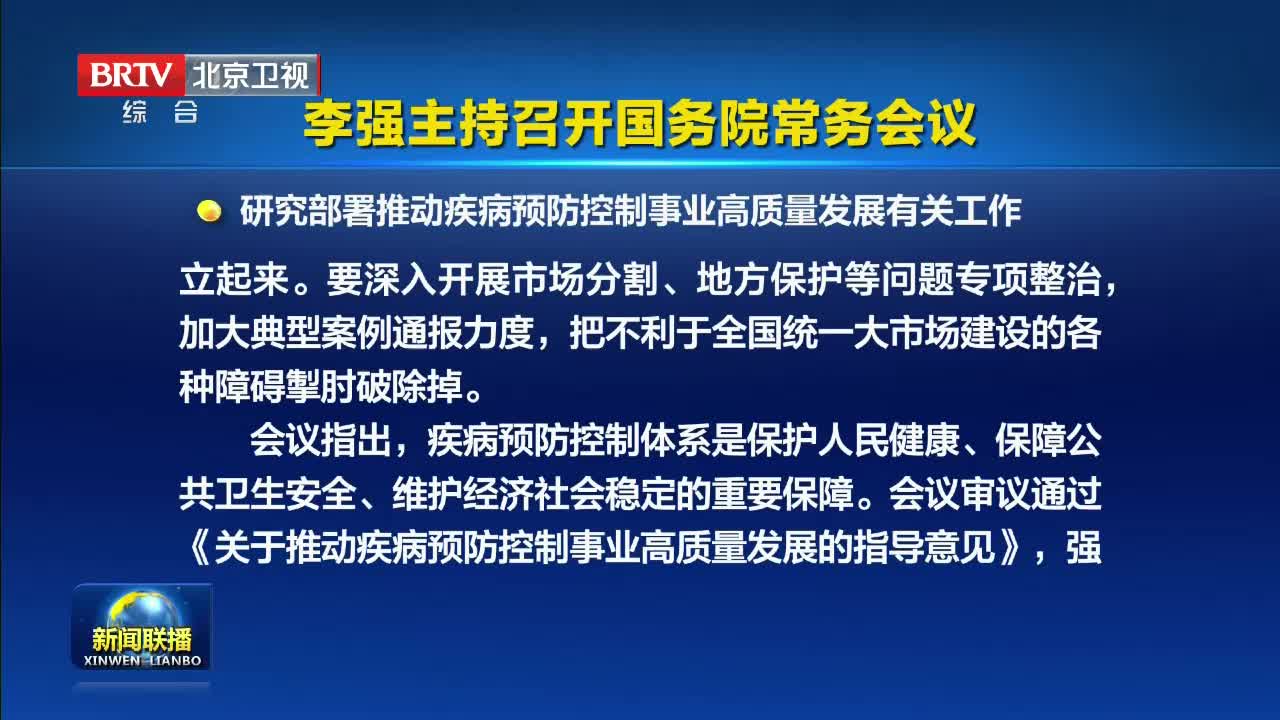 BRTV 北京卫视
综合
李强主持召开国务院常务会议
研究部署推动疾病预防控制事业高质量发展有关工作
立起来。要深入开展市场分割、地方保护等问题专项整治，
加大典型案例通报力度，把不利于全国统一大市场建设的各
种障碍掣肘破除掉。
会议指出，疾病预防控制体系是保护人民健康、保障公
共卫生安全、维护经济社会稳定的重要保障。会议审议通过
《关于推动疾病预防控制事业高质量发展的指导意见》，强
新闻联播
XINWEN LIANBO